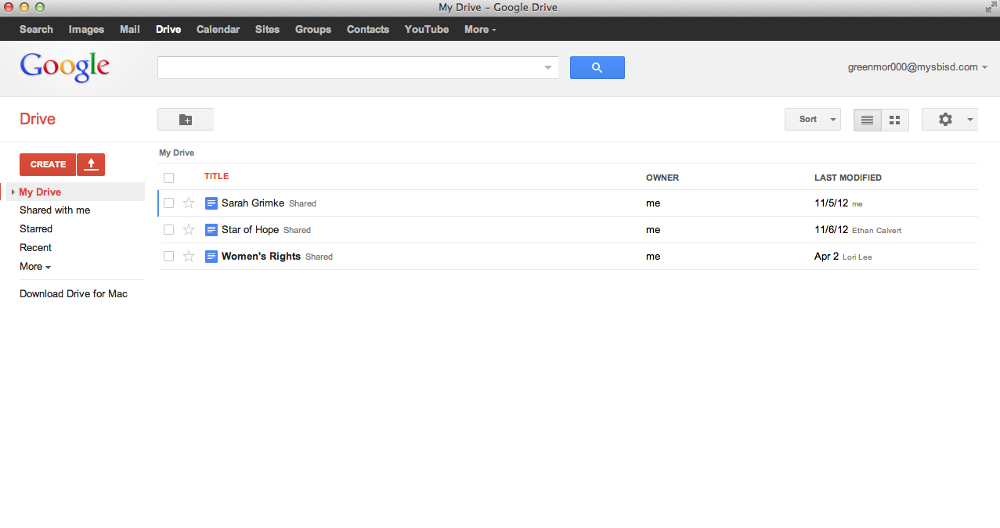 My Drive – Google Drive
Search Images Mail Drive Calendar Sites Groups Contacts YouTube More
Google
greenmor000@mysbisd.com
Drive
Sort
CREATE
My Drive
TITLE OWNER LAST MODIFIED
My Drive
Shared with me
Starred
Recent
More
Download Drive for Mac
Sarah Grimke Shared me 11/5/12 me
Star of Hope Shared me 11/6/12 Ethan Calvert
Women's Rights Shared me Apr 2 Lori Lee